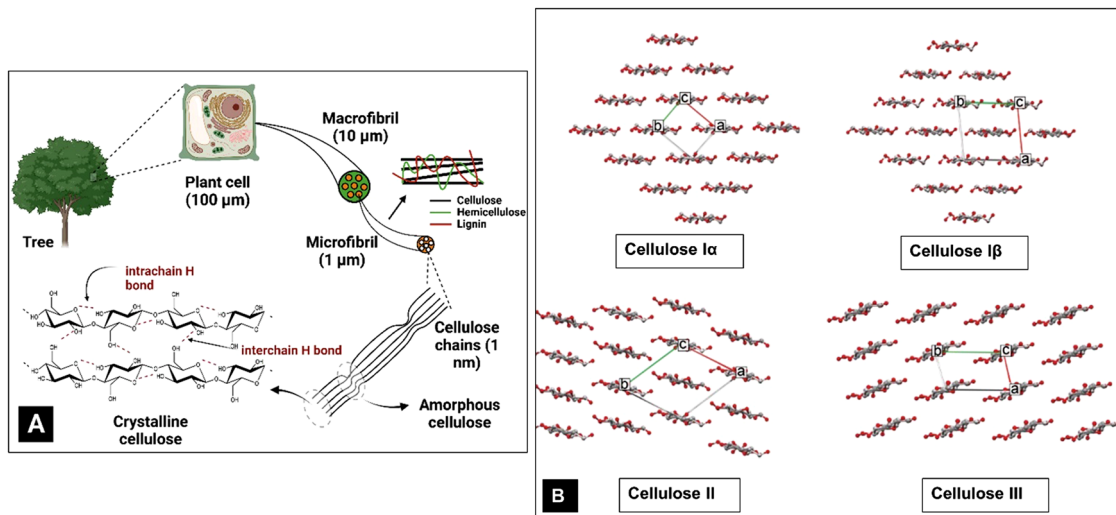 Tree
Plant cell
(100 µm)
Macrofibril
(10 µm)
Cellulose
Hemicellulose
Lignin
Microfibril
(1 µm)
intrachain H
bond
interchain H bond
Cellulose
chains (1
nm)
Crystalline
cellulose
Amorphous
cellulose
A
c
b
a
Cellulose Iα
b
c
a
Cellulose Iβ
c
a
b
Cellulose II
b
c
a
Cellulose III
B